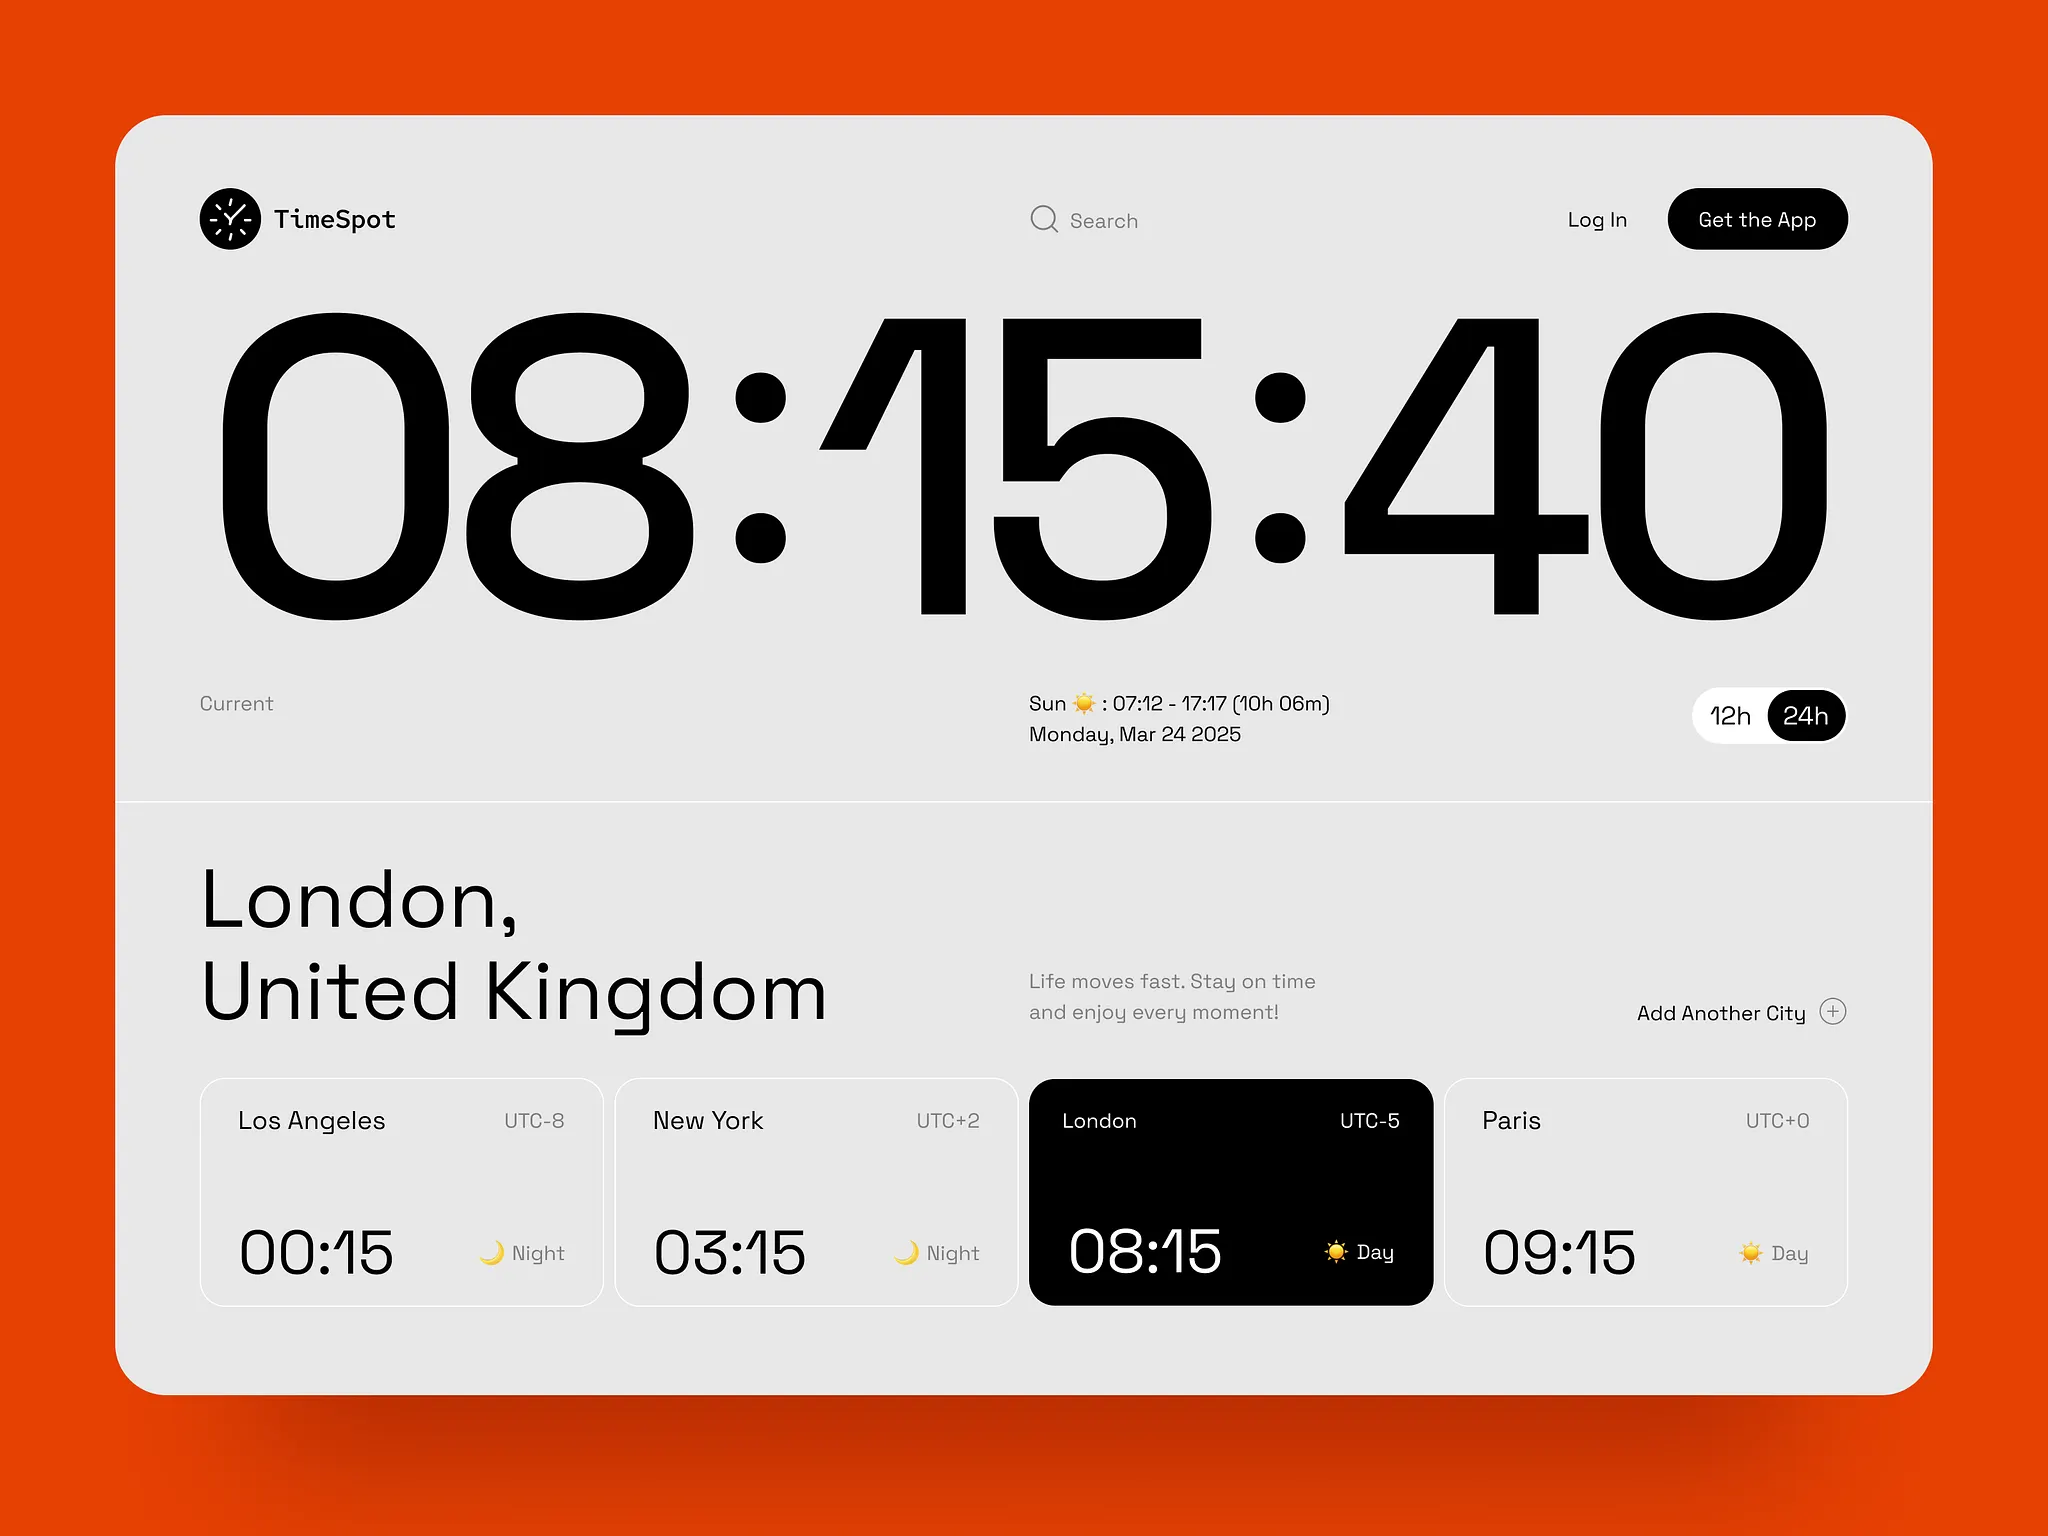 TimeSpot
Search
Log In
Get the App
08:15:40
Current
Sun ☀️ : 07:12 - 17:17 (10h 06m)
Monday, Mar 24 2025
12h
24h
London,
United Kingdom
Life moves fast. Stay on time
and enjoy every moment!
Add Another City
Los Angeles
UTC-8
00:15
🌙 Night
New York
UTC+2
03:15
🌙 Night
London
UTC-5
08:15
☀️ Day
Paris
UTC+0
09:15
☀️ Day